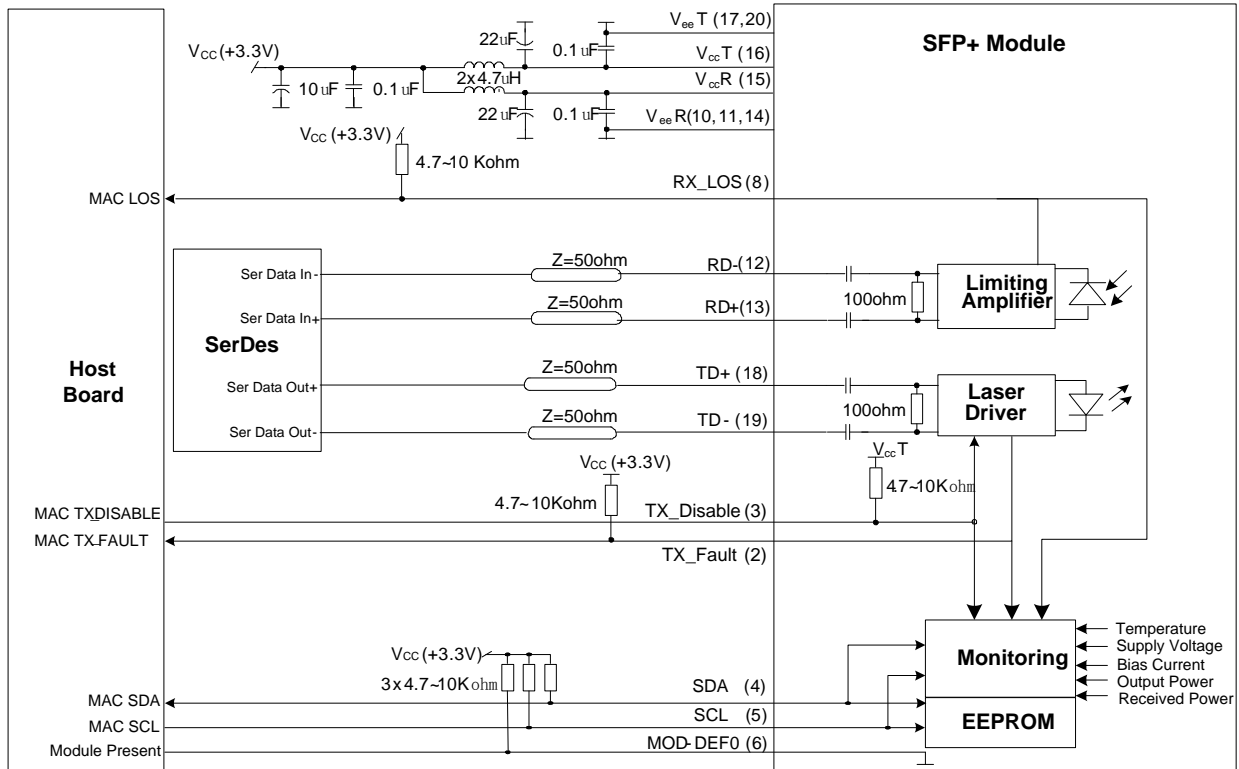 VeeT (17,20)
SFP+ Module
22uF
0.1uF
VCC(+3.3V)
VccT (16)
2x4.7uH
VccR (15)
10uF
0.1uF
22uF
0.1uF
VeeR(10,11,14)
VCC(+3.3V)
4.7~10 Kohm
RX_LOS(8)
MAC LOS
Z=50ohm
RD-(12)
Ser Data In-
Limiting
Amplifier
100ohm
Z=50ohm
RD+(13)
Ser Data In+
SerDes
Host
Board
Z=50ohm
TD+ (18)
Ser Data Out+
Laser
Driver
100ohm
Z=50ohm
TD- (19)
Ser Data Out-
VccT
VCC(+3.3V)
4.7~10Kohm
4.7~10Kohm
MAC TX_DISABLE
TX_Disable (3)
MAC TX_FAULT
TX_Fault (2)
Temperature
Supply Voltage
Monitoring
Bias Current
Output Power
Received Power
VCC(+3.3V)
3x4.7~10Kohm
SDA (4)
MAC SDA
SCL (5)
EEPROM
MAC SCL
MOD-DEF0 (6)
Module Present